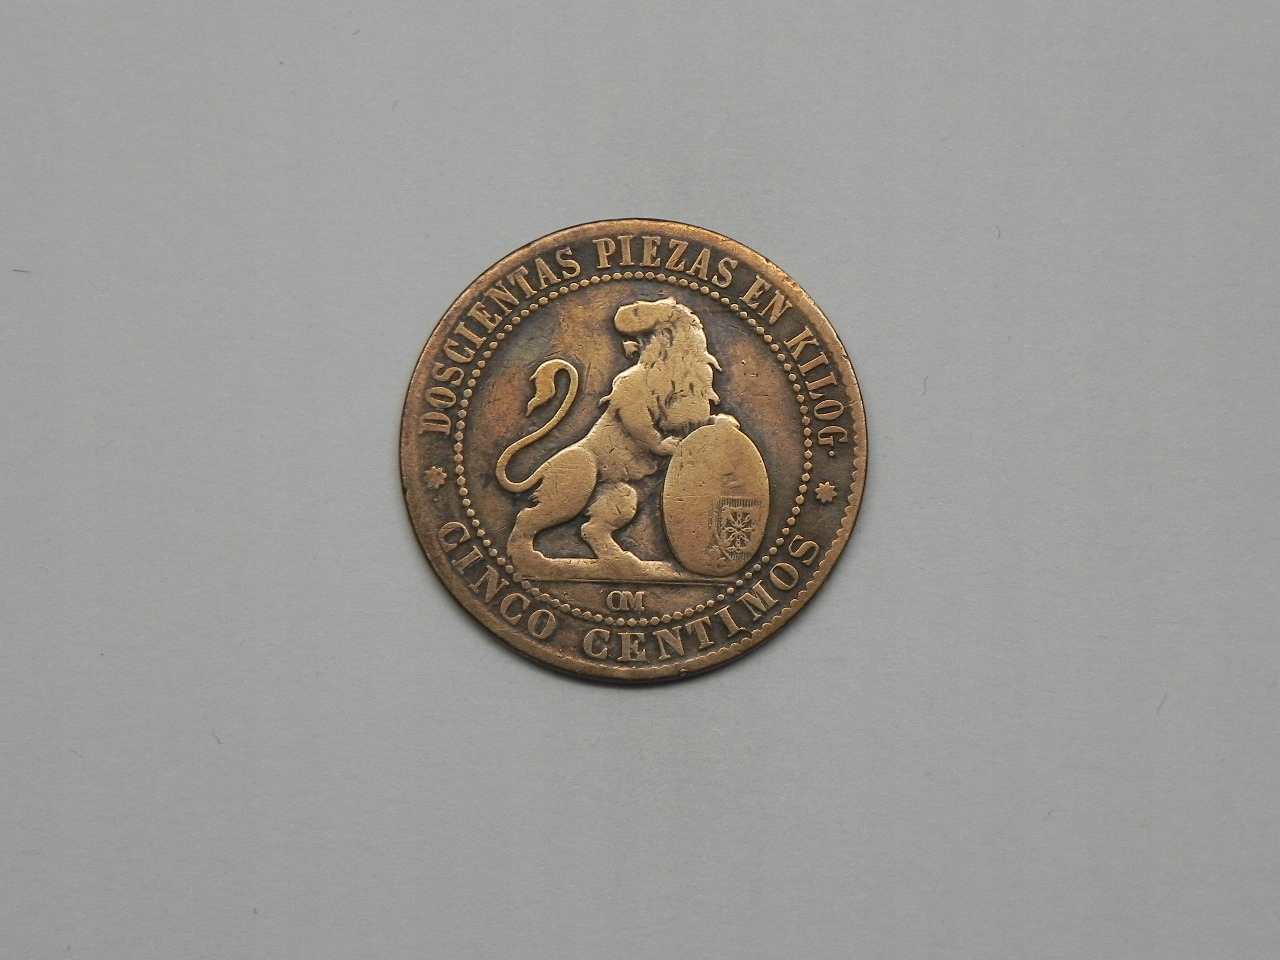 DOSCIENTAS PIEZAS EN KILOG.
OM
CINCO CENTIMOS